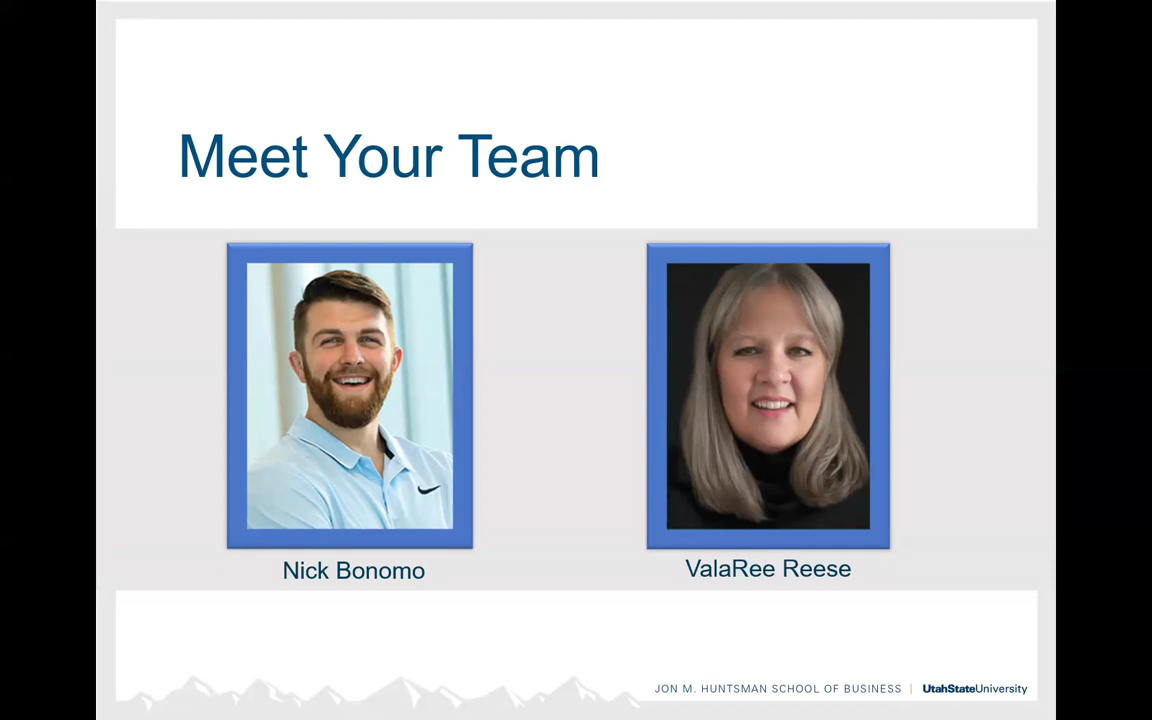 Meet Your Team
Nick Bonomo
ValaRee Reese
JON M. HUNTSMAN SCHOOL OF BUSINESS | UtahStateUniversity